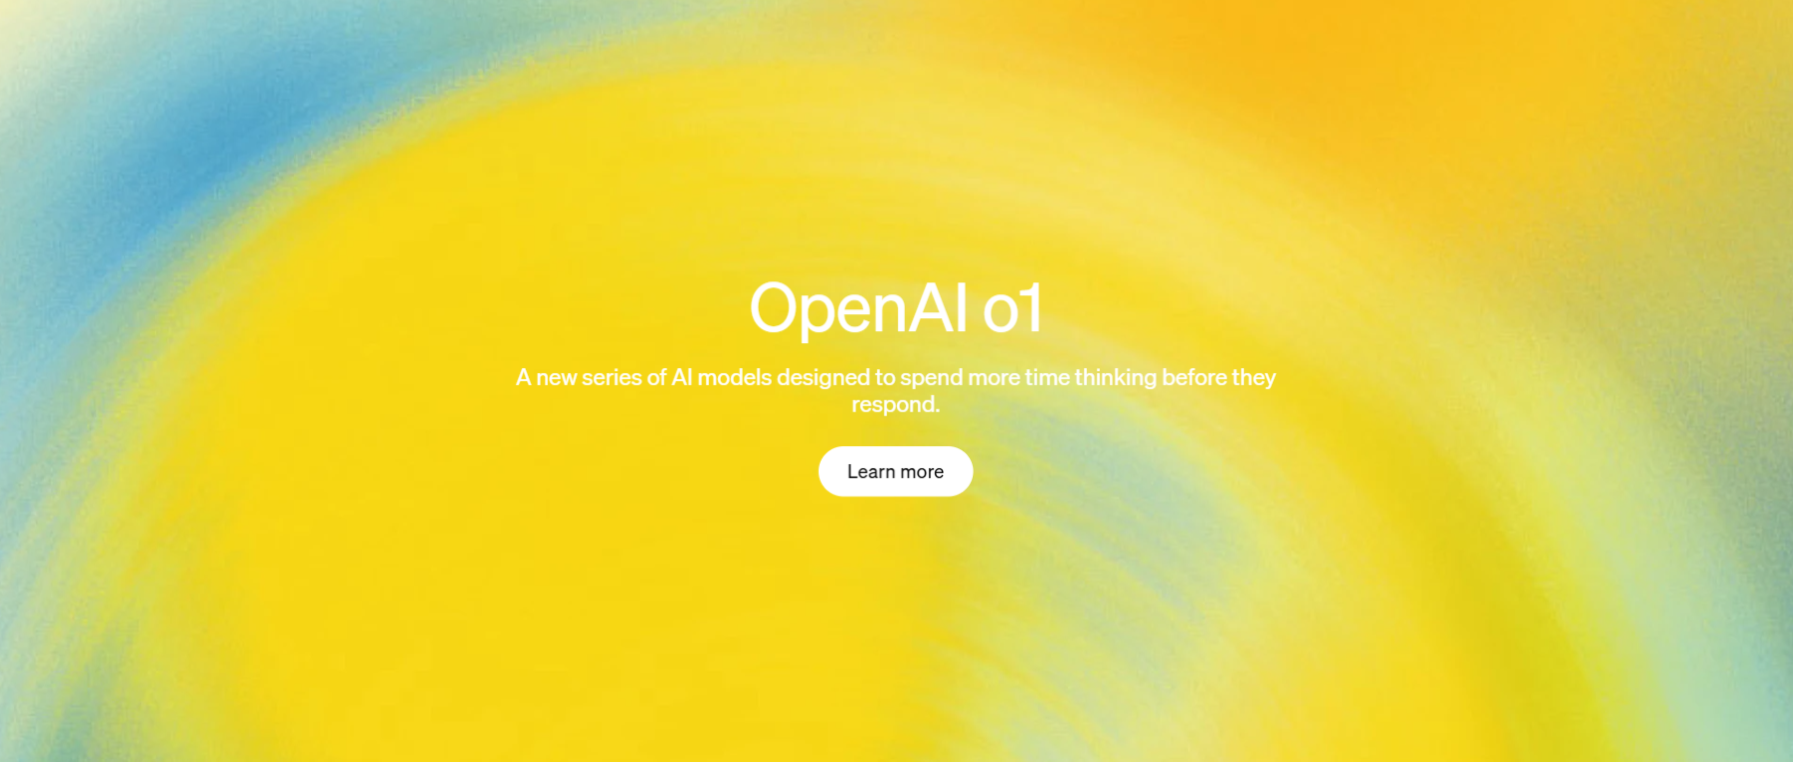 OpenAI o1
A new series of AI models designed to spend more time thinking before they
respond.
Learn more